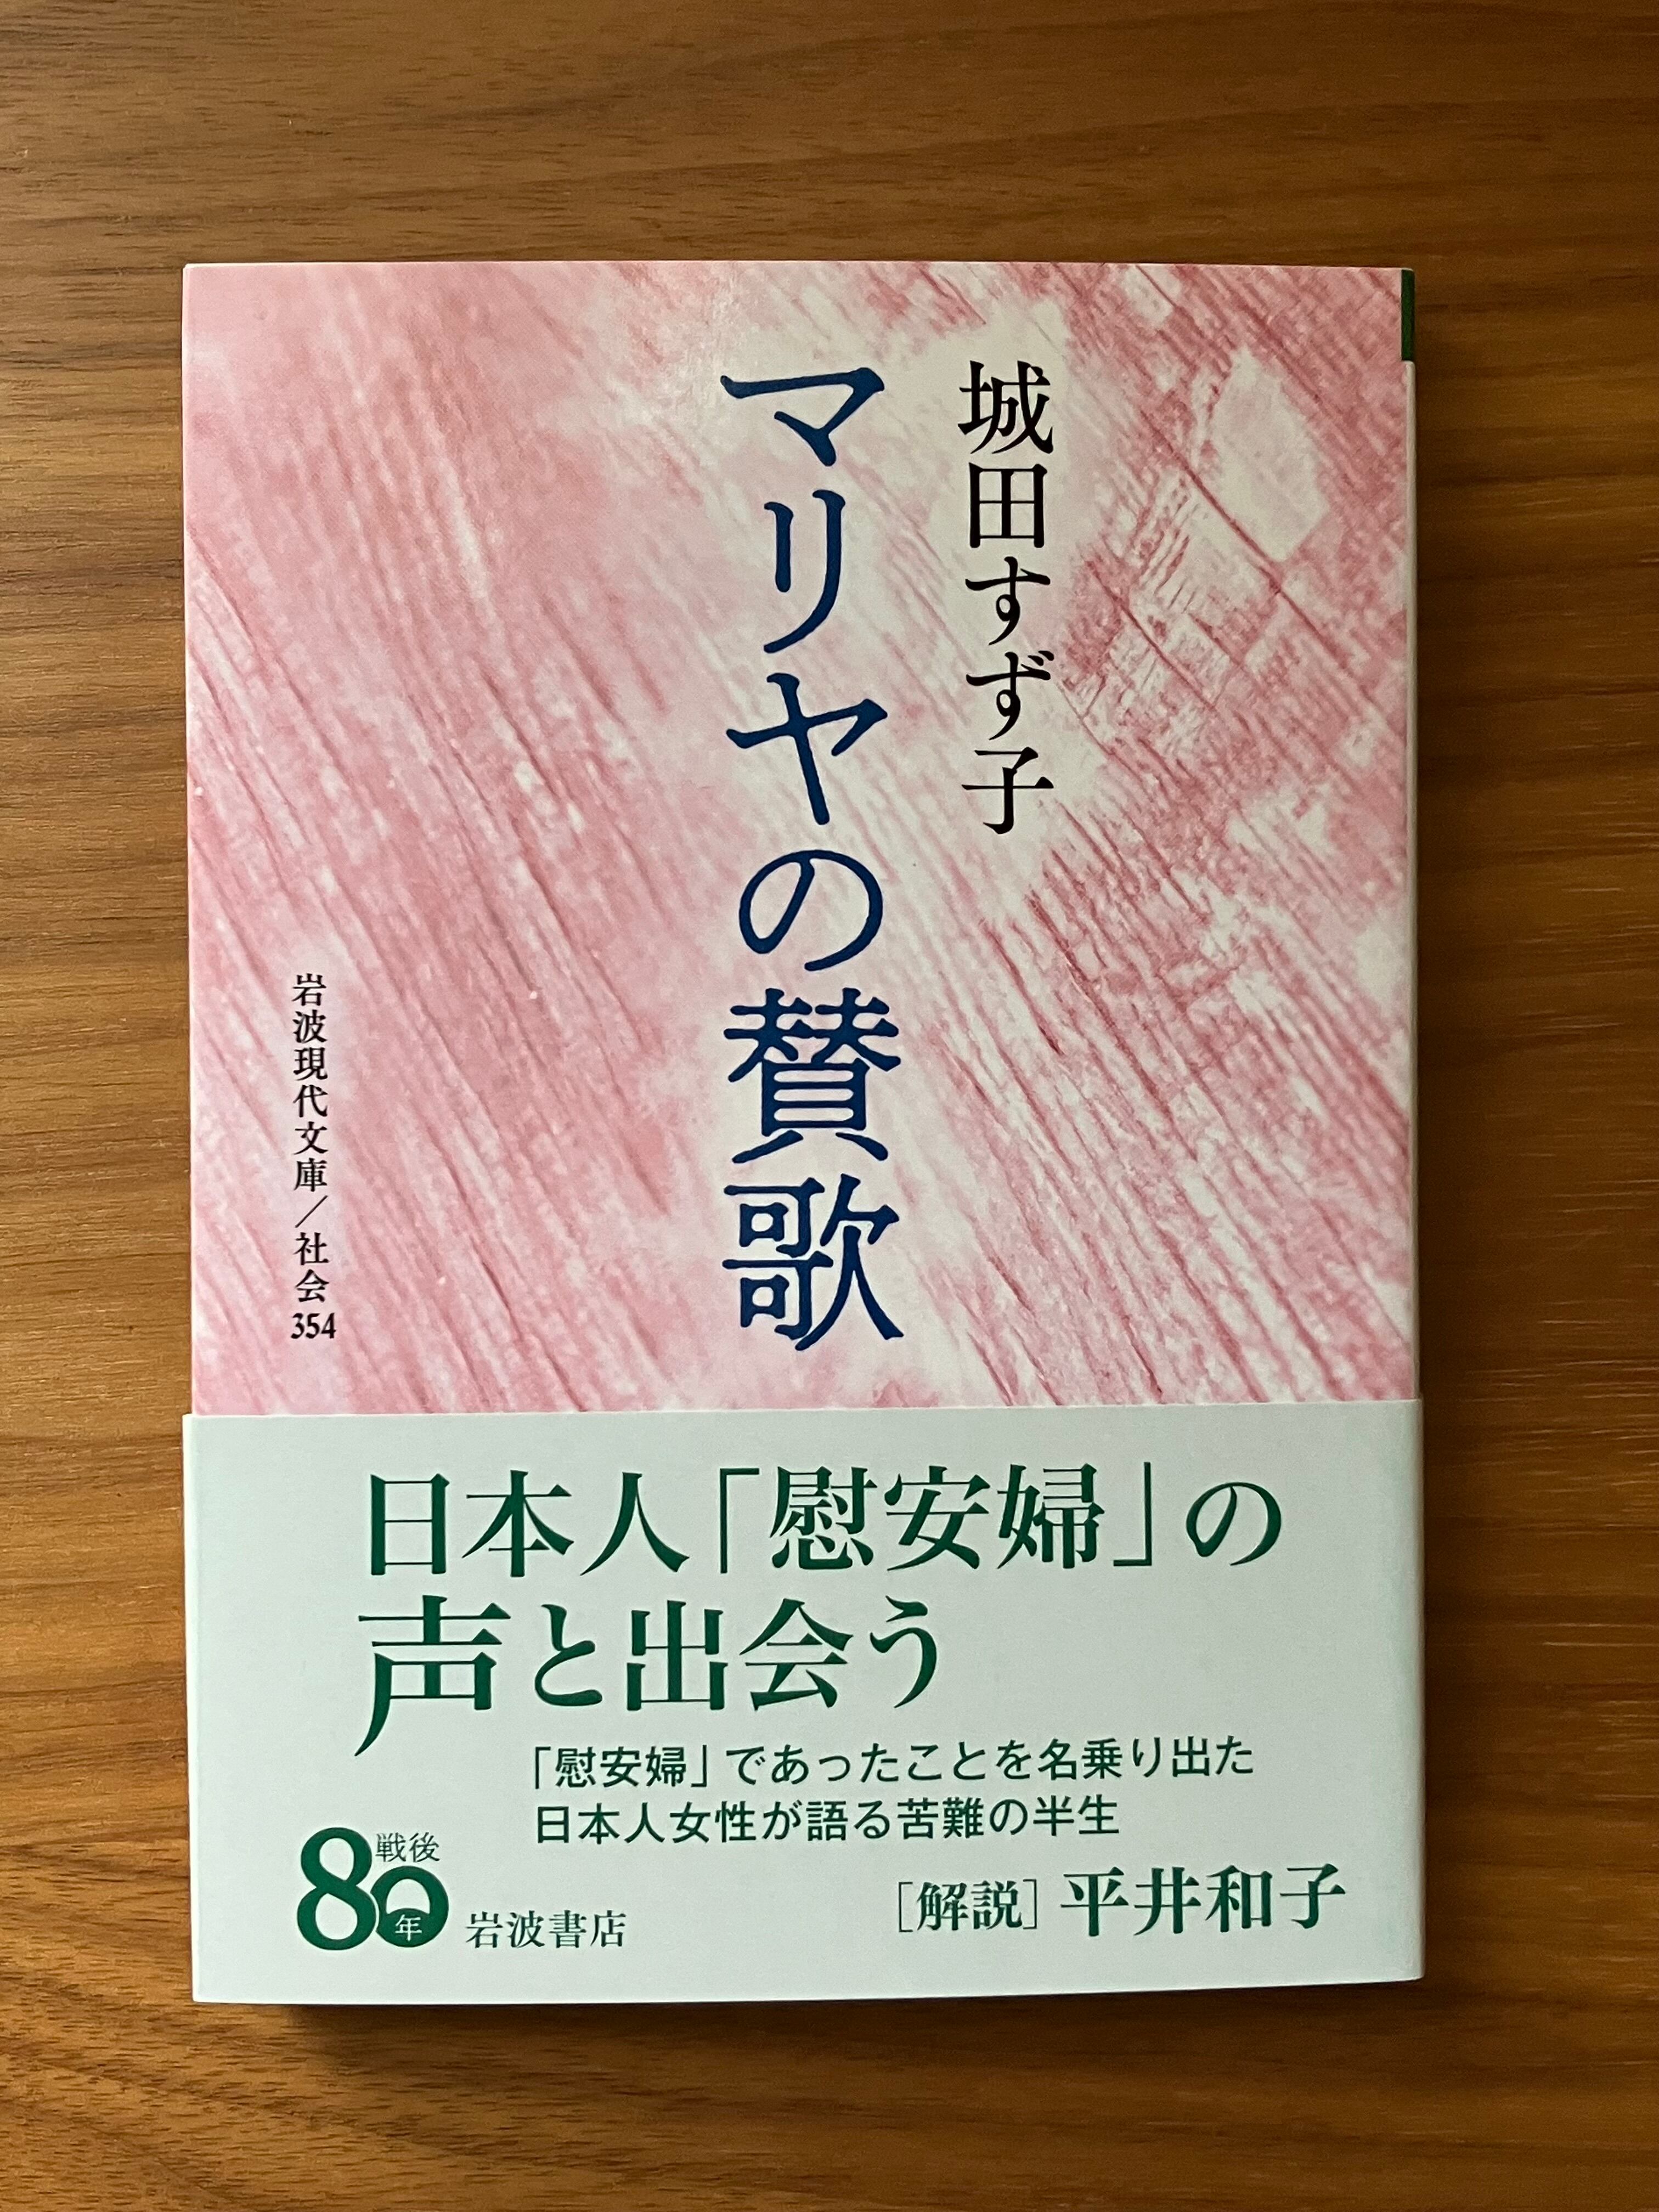 城田すず子
マリヤの賛歌
岩波現代文庫／社会354
日本人「慰安婦」の
声と出会う
「慰安婦」であったことを名乗り出た
日本人女性が語る苦難の半生
戦後
80
年
岩波書店
［解説］平井和子